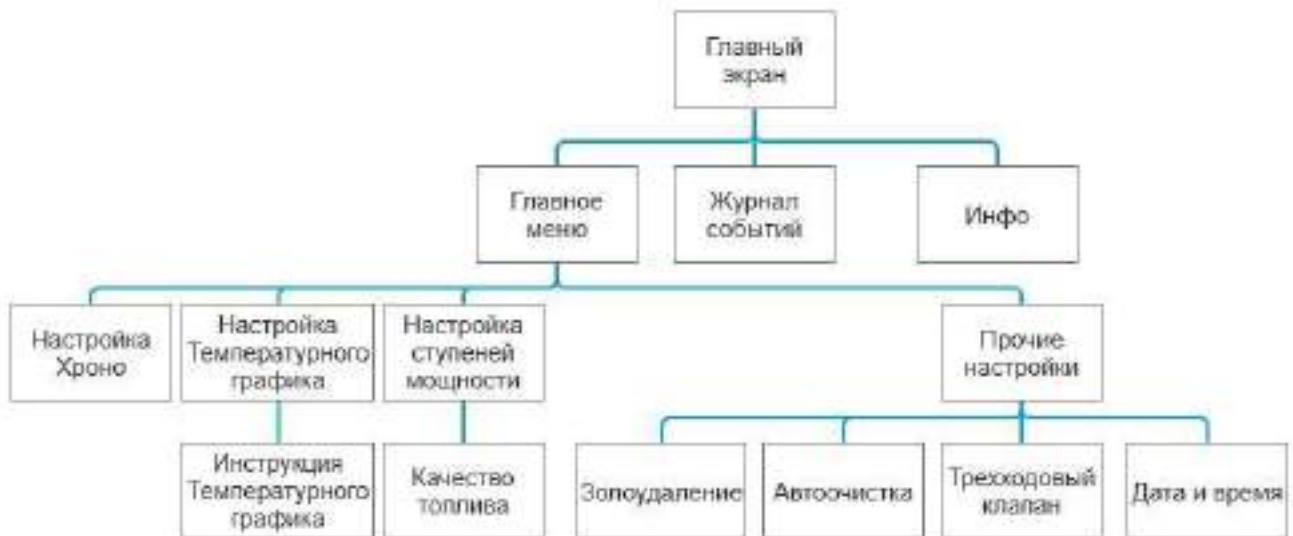 Главный
экран
Главное
меню
Журнал
событий
Инфо
Настройка
Хроно
Настройка
Температурного
графика
Настройка
ступеней
мощности
Прочие
настройки
Инструкция
Температурного
графика
Качество
топлива
Золоудаление
Автоочистка
Трехходовый
клапан
Дата и время